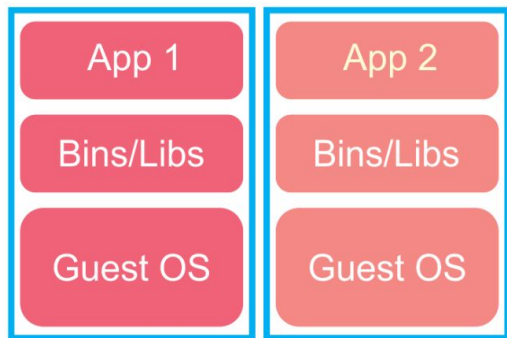 App 1
Bins/Libs
Guest OS
App 2
Bins/Libs
Guest OS